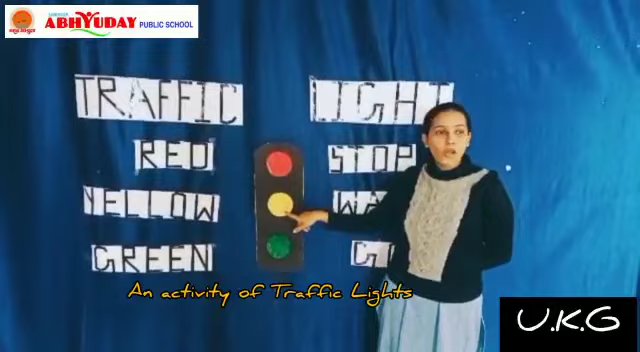 ABHYUDAY PUBLIC SCHOOL
TRAFFIC LIGHT
RED STOP
YELLOW
GREEN
An activity of Traffic Lights
U.K.G